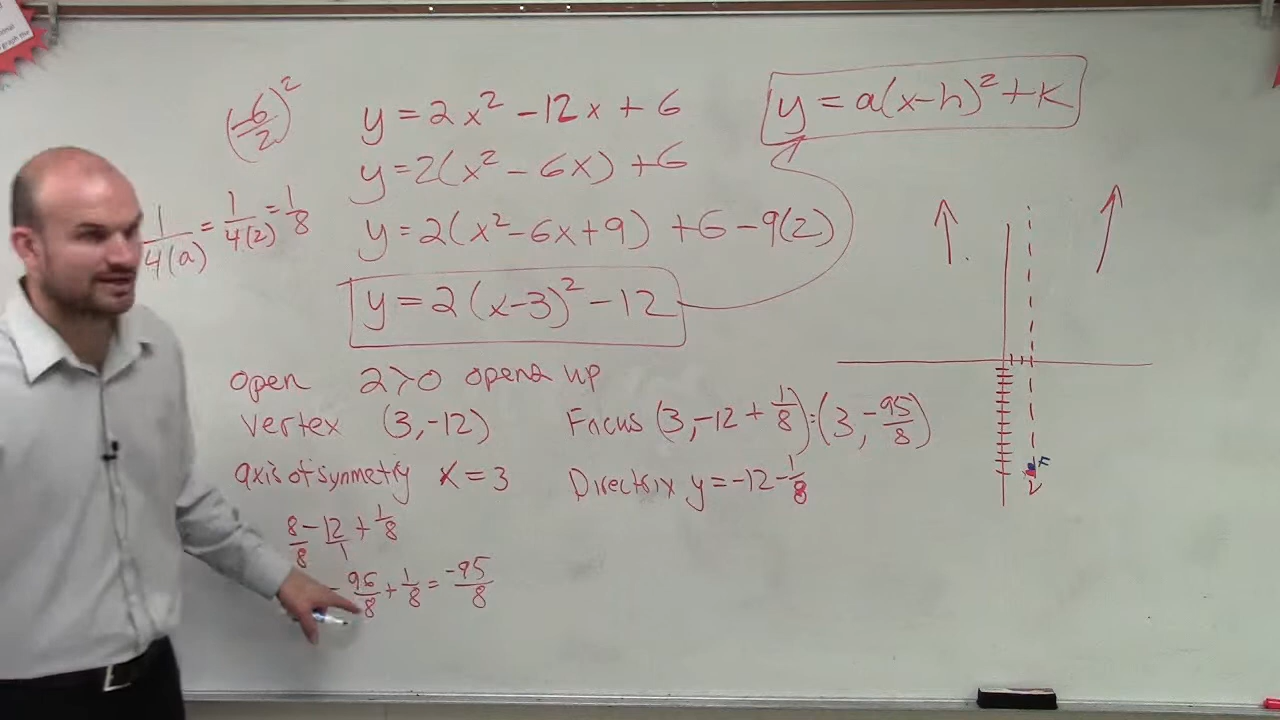 (-6/2)²
y = 2x² - 12x + 6
y = a(x-h)² + k
y = 2(x² - 6x) + 6
1/4(a) = 1/4(2) = 1/8
y = 2(x² - 6x + 9) + 6 - 9(2)
y = 2(x-3)² - 12
open 2>0 opens up
vertex (3, -12)
Focus (3, -12 + 1/8) = (3, -95/8)
axis of symmetry x = 3
Directrix y = -12 - 1/8
8/8 - 12/1 + 1/8
-96/8 + 1/8 = -95/8